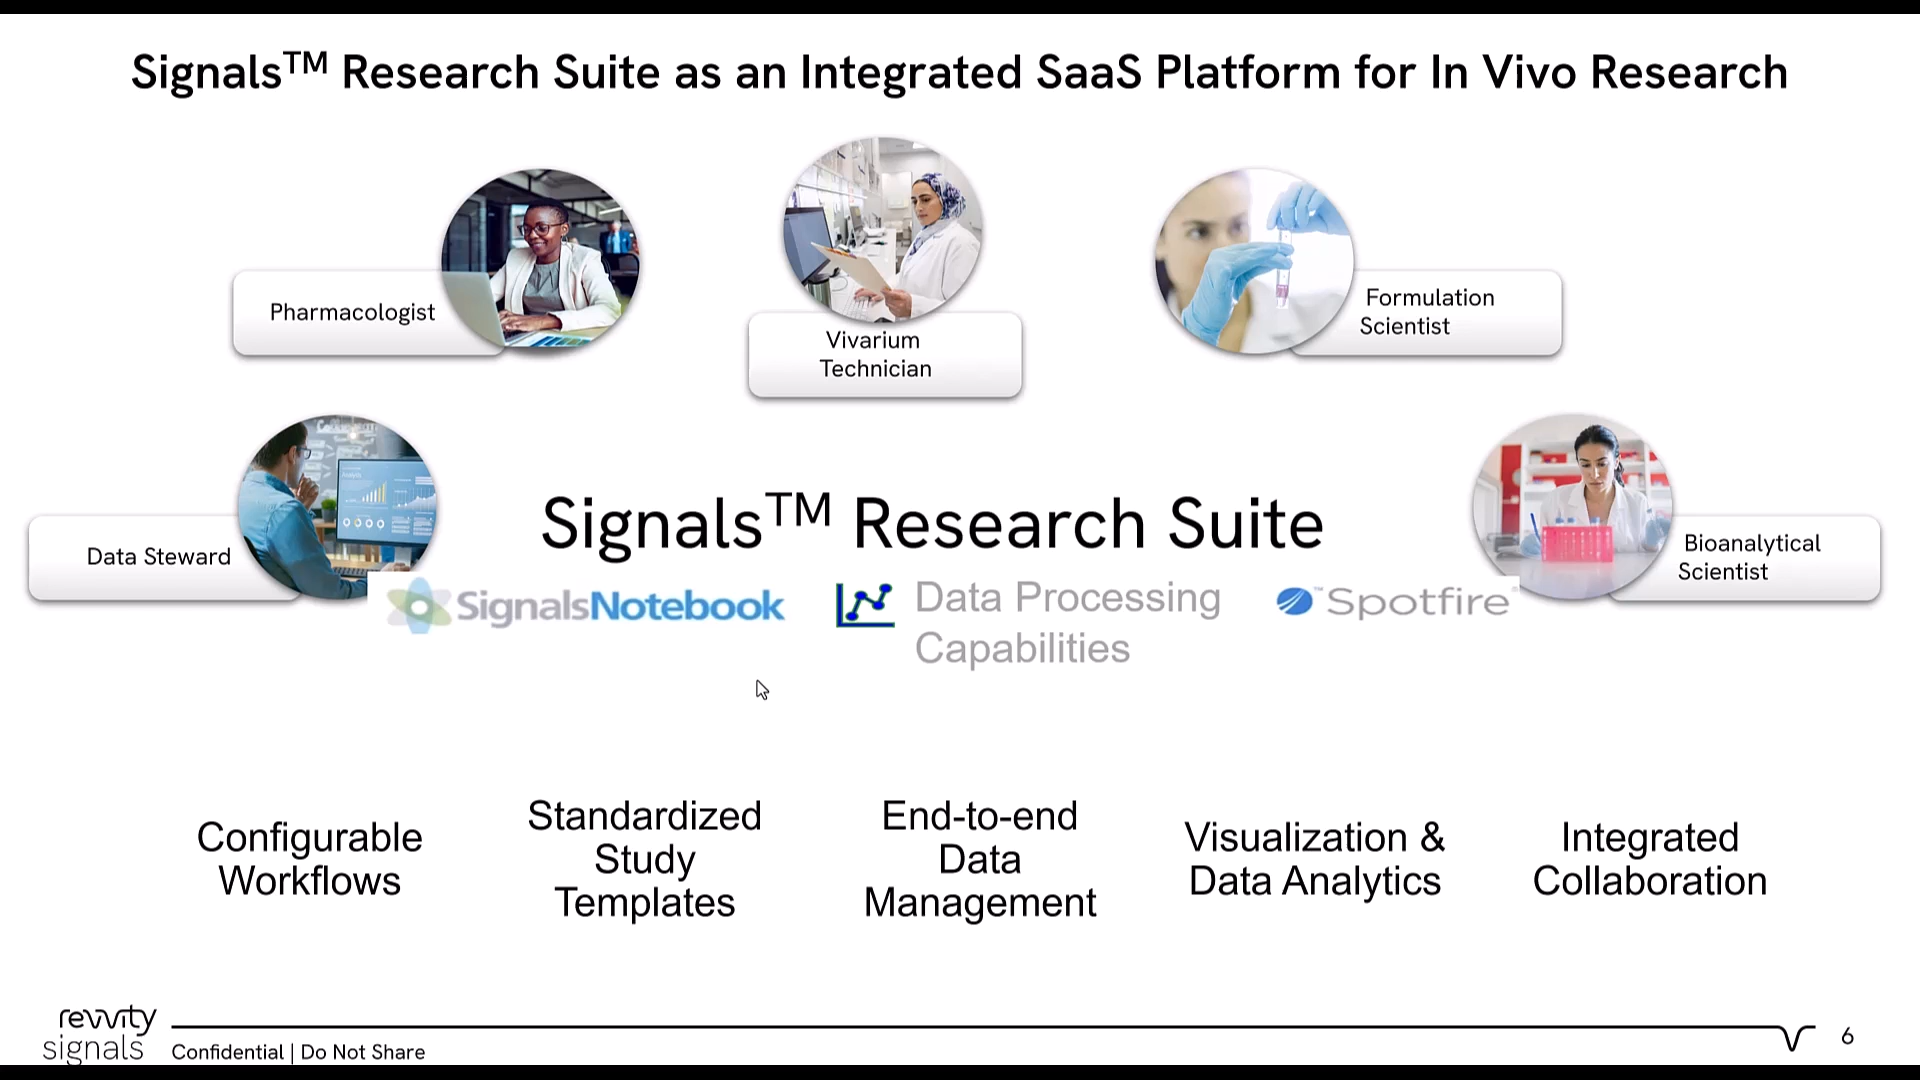 Signals™ Research Suite as an Integrated SaaS Platform for In Vivo Research
Pharmacologist
Vivarium
Technician
Formulation
Scientist
Data Steward
Signals™ Research Suite
Bioanalytical
Scientist
SignalsNotebook
Data Processing
Capabilities
™Spotfire
Configurable
Workflows
Standardized
Study
Templates
End-to-end
Data
Management
Visualization &
Data Analytics
Integrated
Collaboration
revvity
signals
Confidential | Do Not Share
6